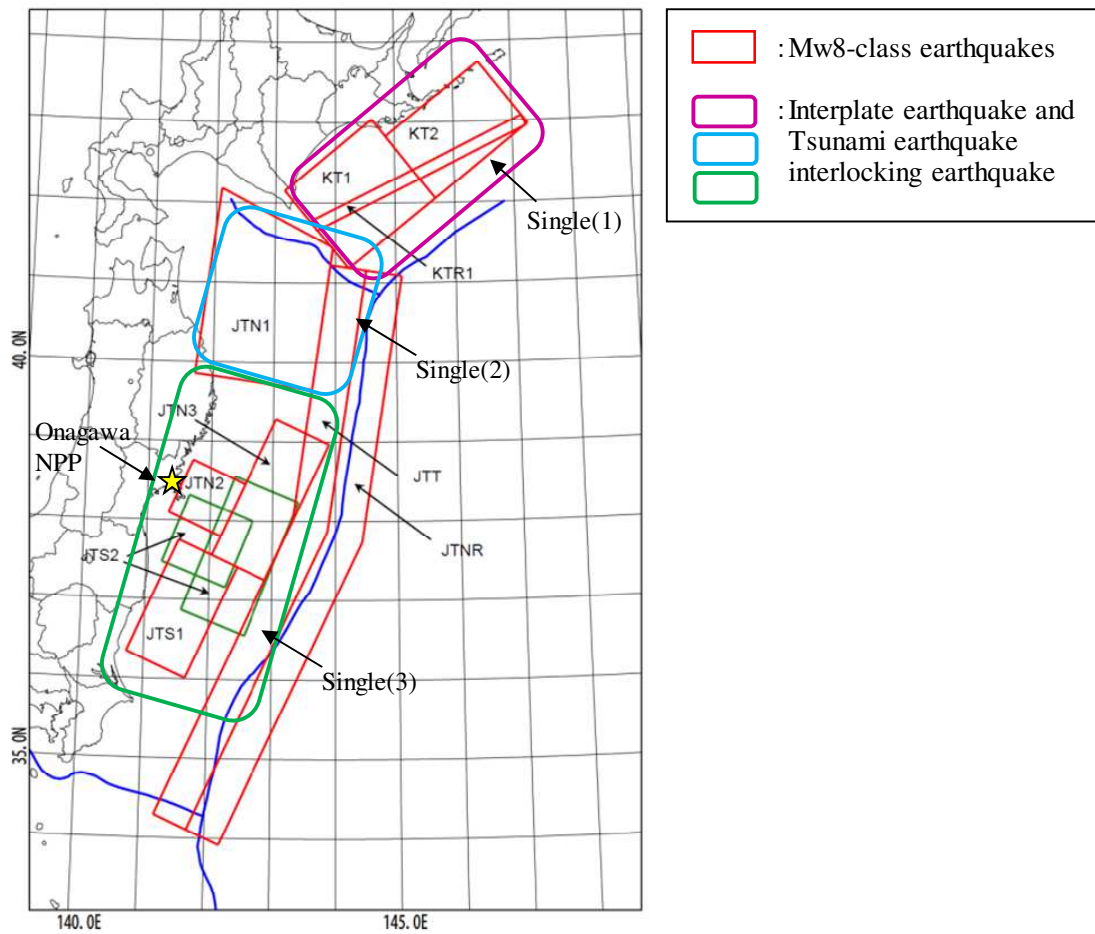 : Mw8-class earthquakes
: Interplate earthquake and
Tsunami earthquake
interlocking earthquake
KT2
KT1
Single(1)
KTR1
40.0N
JTN1
Single(2)
JTN3
Onagawa
NPP
JTN2
JTT
JTNR
JTS2
JTS1
Single(3)
35.0N
140.0E
145.0E